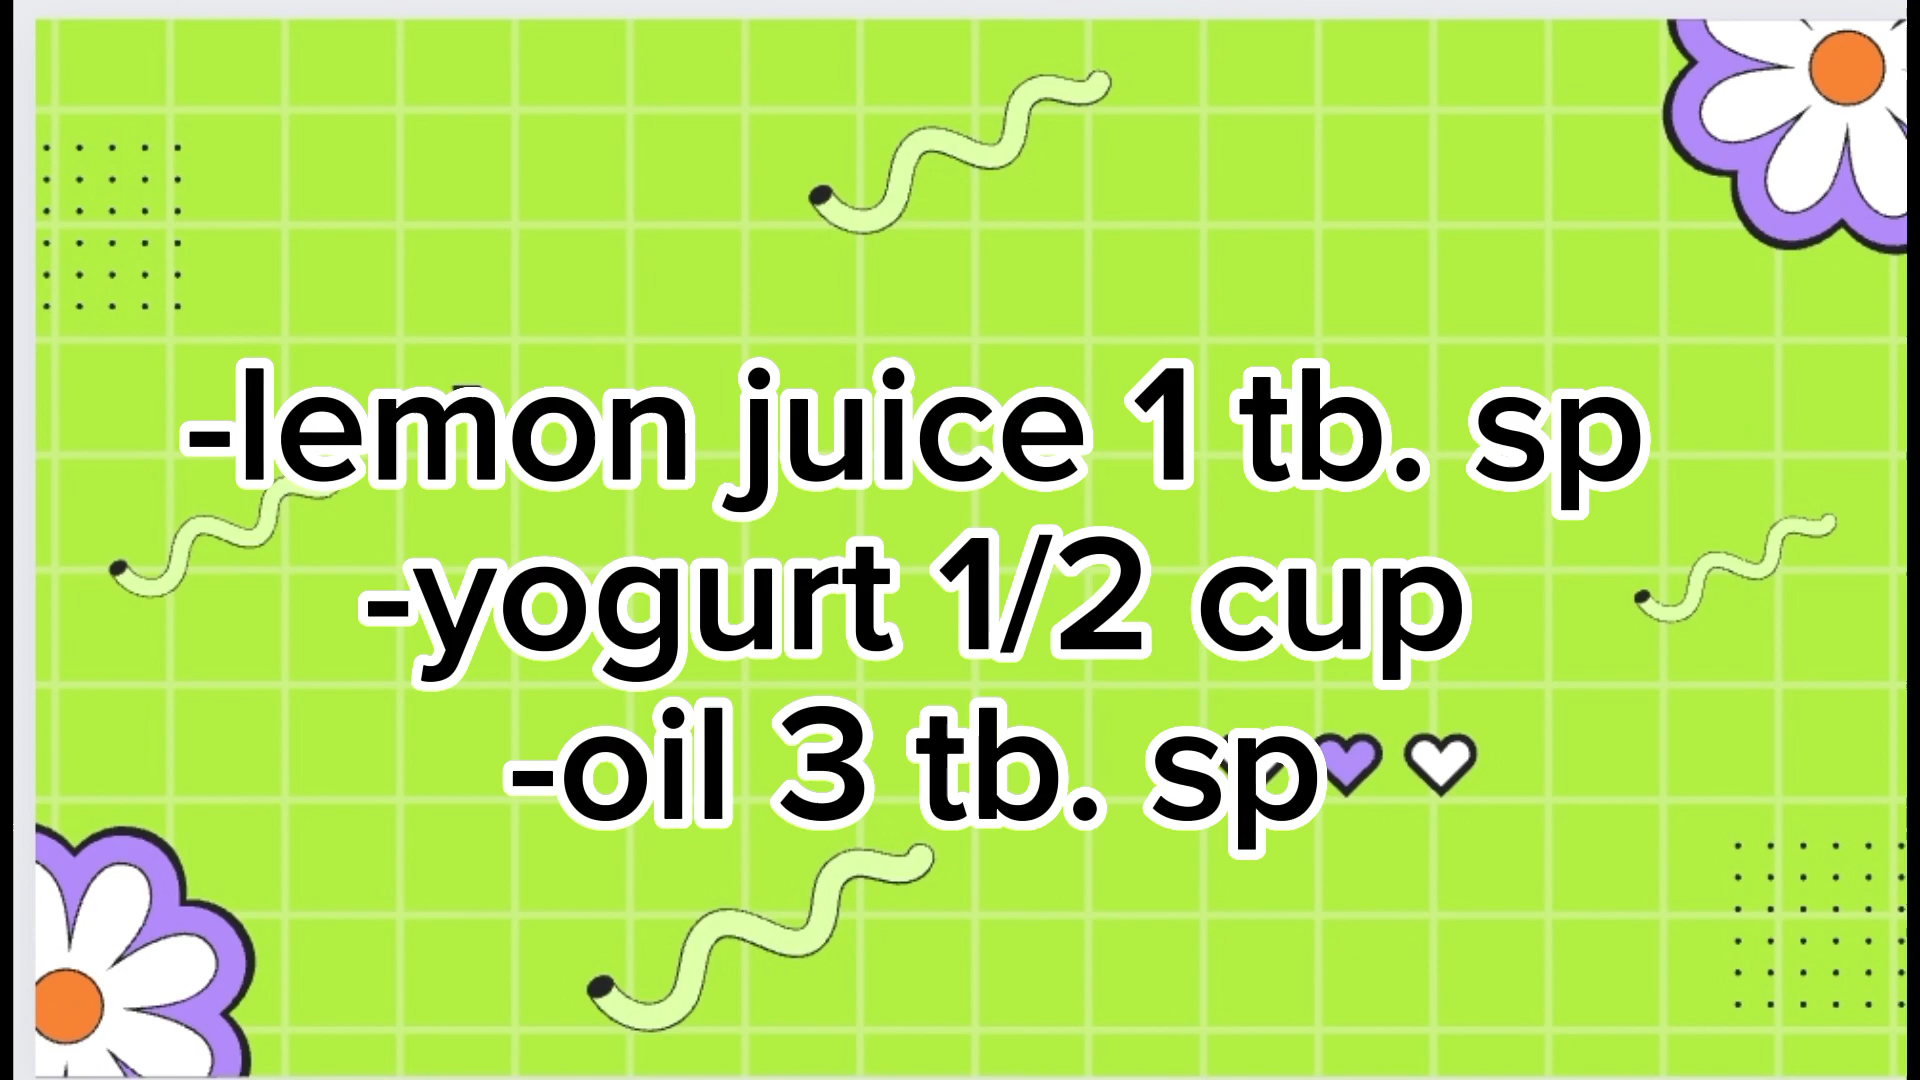 -lemon juice 1 tb. sp
-yogurt 1/2 cup
-oil 3 tb. sp